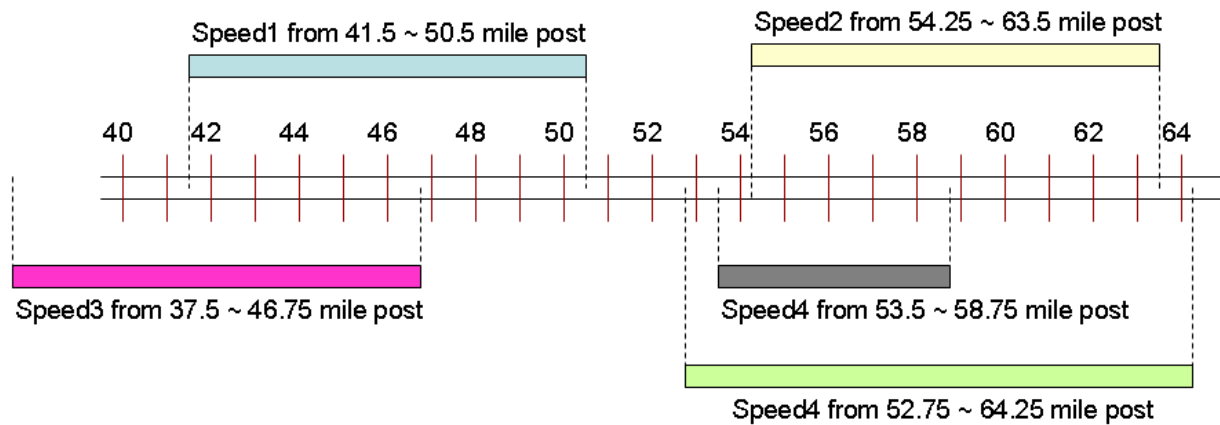 Speed1 from 41.5 ~ 50.5 mile post
Speed2 from 54.25 ~ 63.5 mile post
40 42 44 46 48 50 52 54 56 58 60 62 64
Speed3 from 37.5 ~ 46.75 mile post
Speed4 from 53.5 ~ 58.75 mile post
Speed4 from 52.75 ~ 64.25 mile post